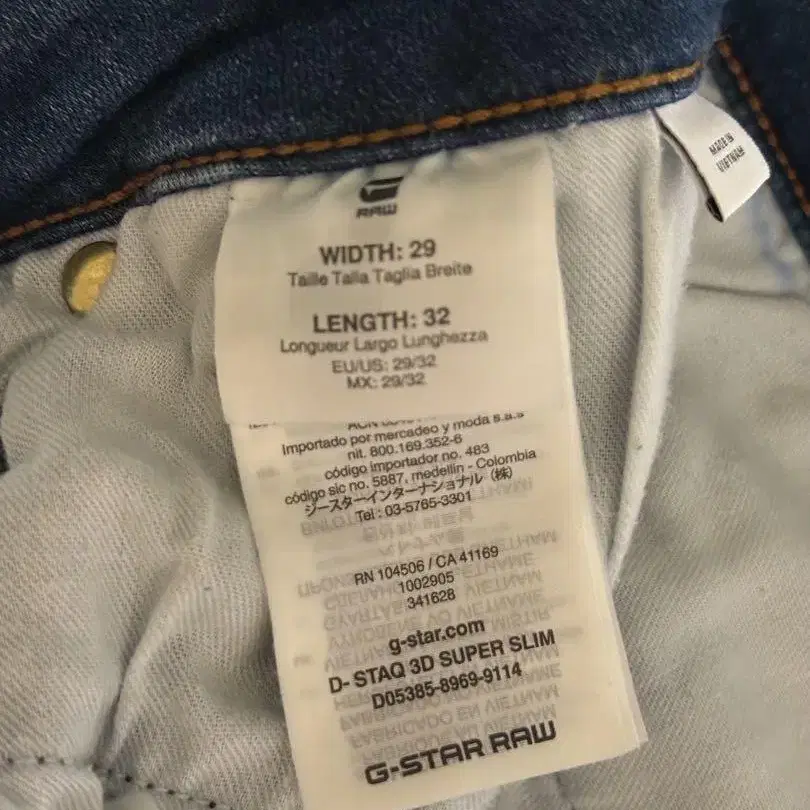 MADE IN
VIETNAM
RAW
WIDTH: 29
Taille Talla Taglia Breite
LENGTH: 32
Longueur Largo Lunghezza
EU/US: 29/32
MX: 29/32
Importado por mercadeo y moda s.a.s
nit. 800.169.352-6
código importador no. 483
código sic no. 5887, medellin - Colombia
ジースターインターナショナル（株）
Tel : 03-5765-3301
RN 104506 / CA 41169
1002905
341628
g-star.com
D- STAQ 3D SUPER SLIM
D05385-8969-9114
G-STAR RAW